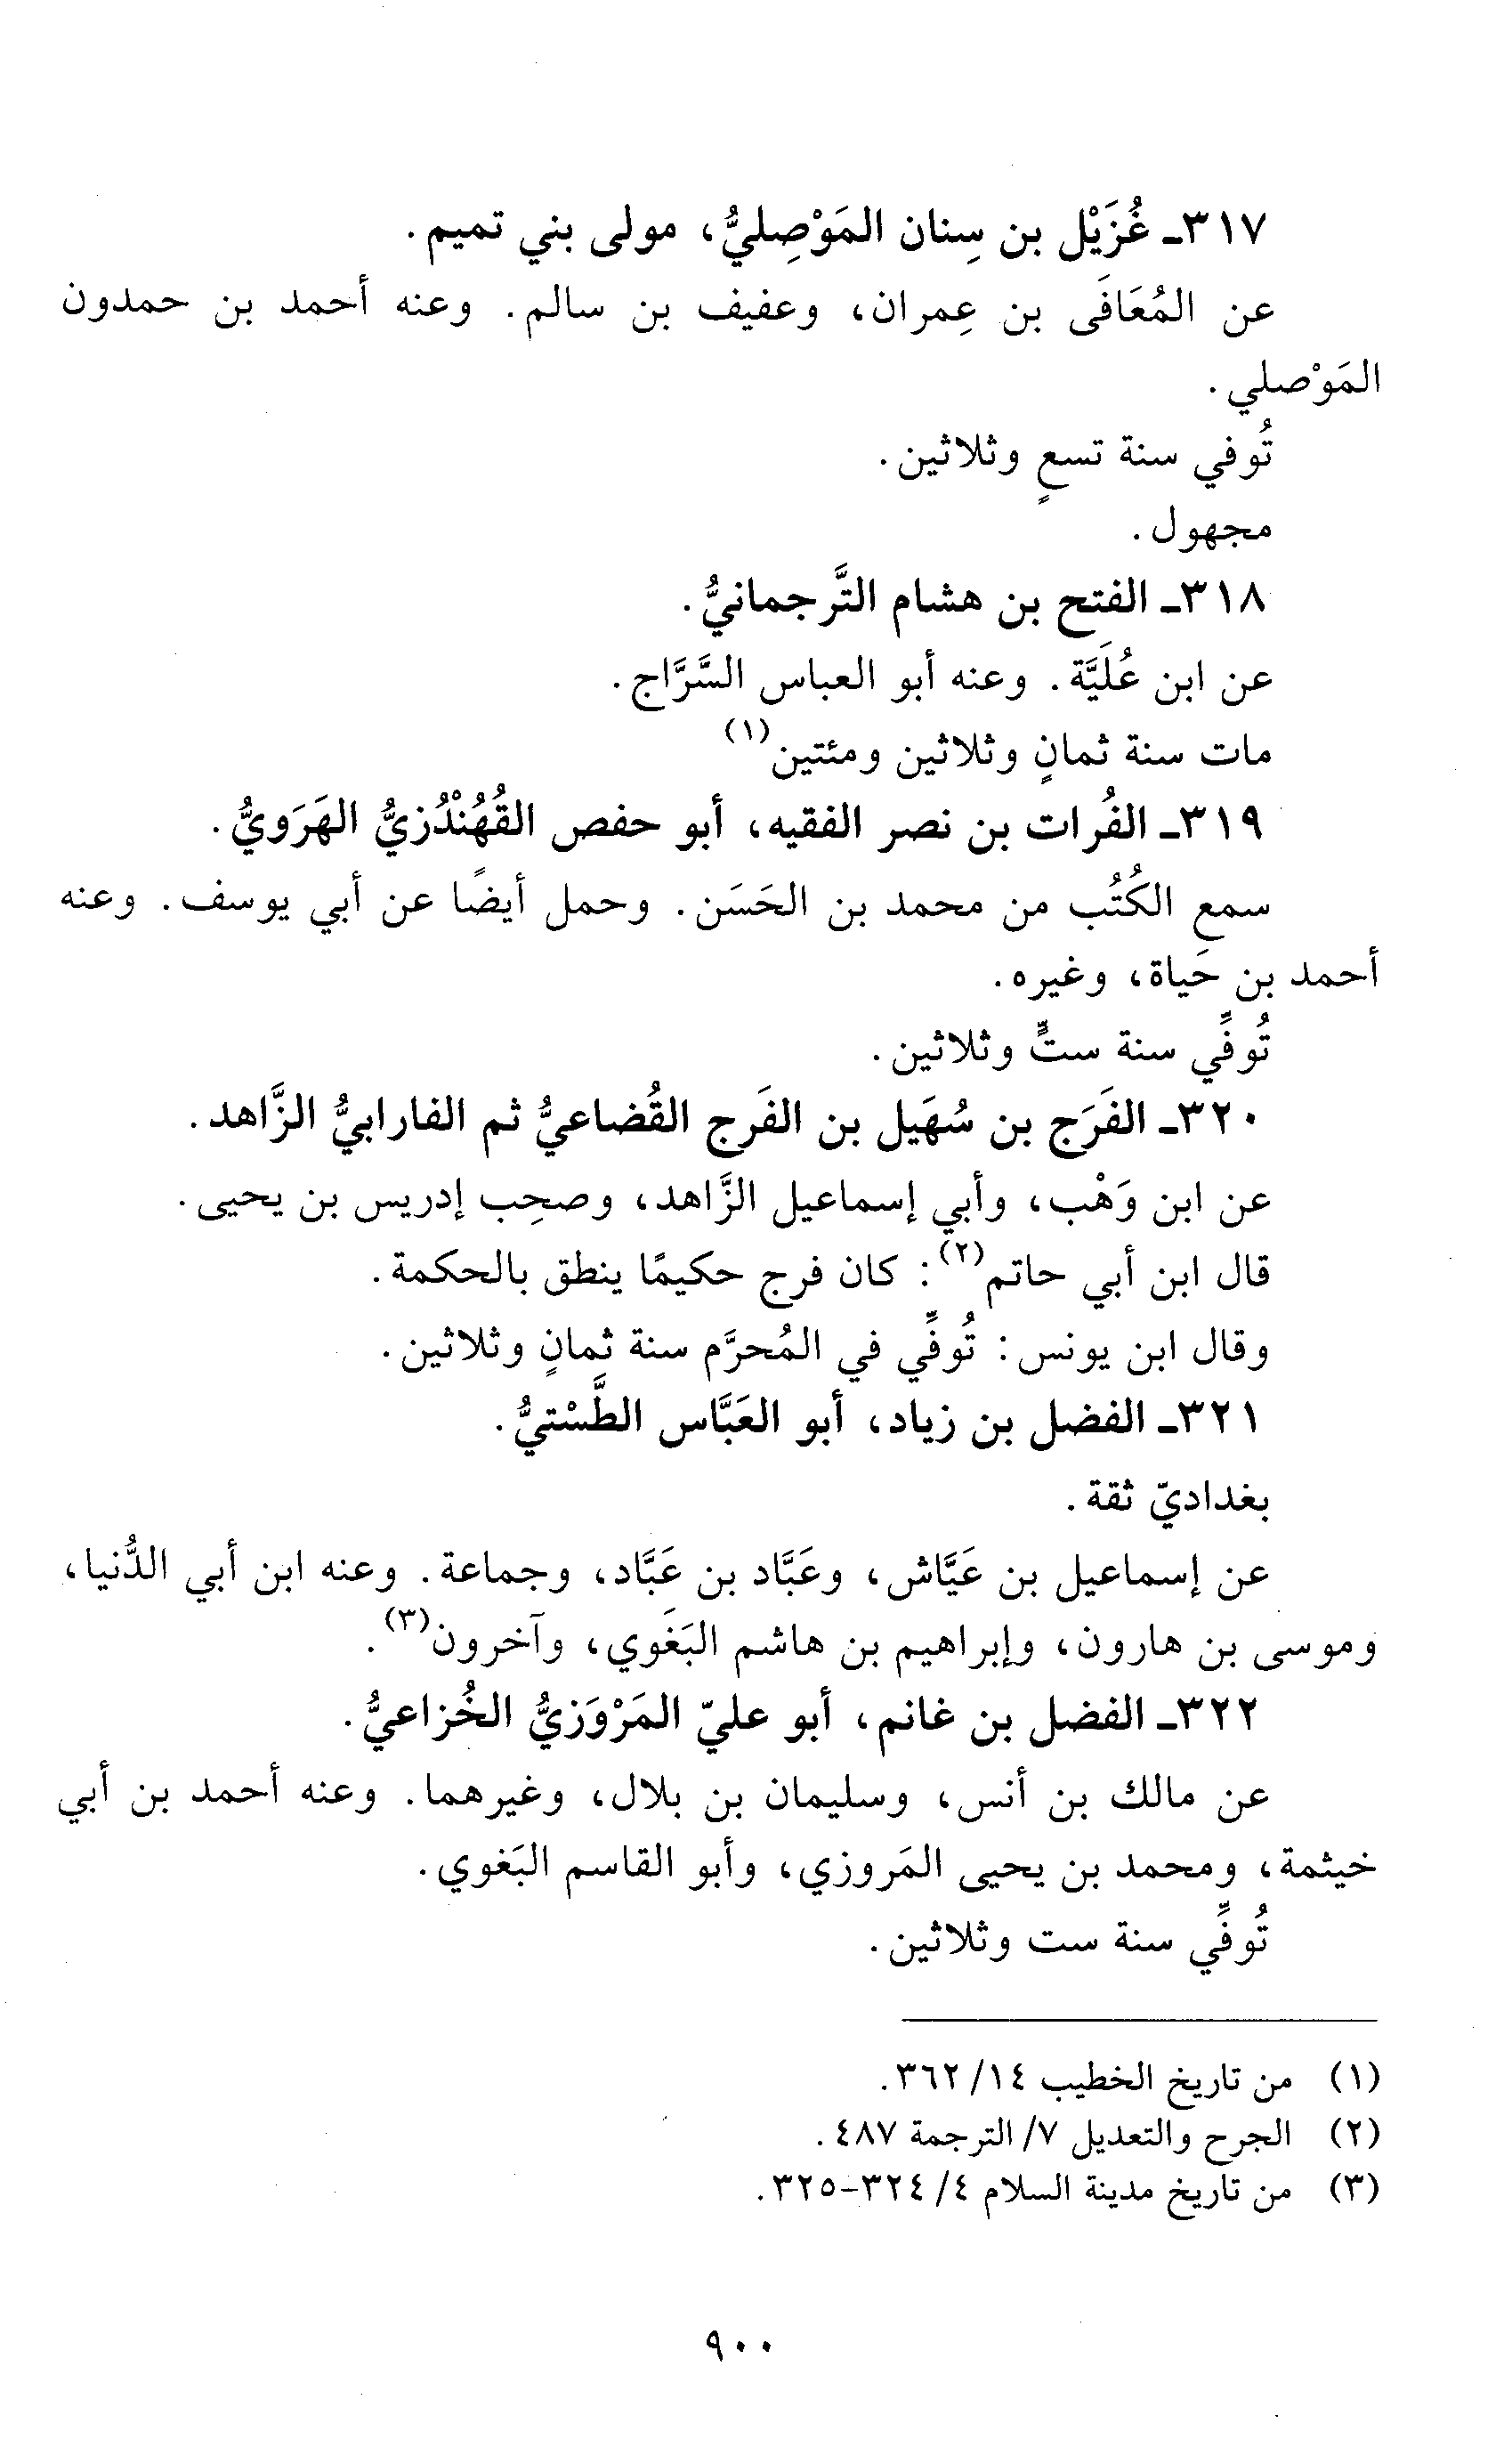 ٣١٧ـ غُزَيْل بن سِنان المَوْصِليُّ، مولى بني تميم.
عن المُعَافَى بن عِمران، وعفيف بن سالم. وعنه أحمد بن حمدون
المَوْصلي.
تُوفي سنة تسعٍ وثلاثين.
مجهول.
٣١٨ـ الفتح بن هشام التَّرجمانيُّ.
عن ابن عُلَيَّة. وعنه أبو العباس السَّرَّاج.
مات سنة ثمانٍ وثلاثين ومئتين(١)
٣١٩ـ الفُرات بن نصر الفقيه، أبو حفص القُهُنْدُزيُّ الهَرَويُّ.
سمع الكُتُب من محمد بن الحَسَن. وحمل أيضًا عن أبي يوسف. وعنه
أحمد بن حَياة، وغيره.
تُوفِّي سنة ستٍّ وثلاثين.
٣٢٠ـ الفَرَج بن سُهَيل بن الفَرج القُضاعيُّ ثم الفارابيُّ الزَّاهد.
عن ابن وَهْب، وأبي إسماعيل الزَّاهد، وصحِب إدريس بن يحيى.
قال ابن أبي حاتم(٢): كان فرج حكيمًا ينطق بالحكمة.
وقال ابن يونس: تُوفِّي في المُحرَّم سنة ثمانٍ وثلاثين.
٣٢١ـ الفضل بن زياد، أبو العَبَّاس الطَّسْتيُّ.
بغداديّ ثقة.
عن إسماعيل بن عَيَّاش، وعَبَّاد بن عَبَّاد، وجماعة. وعنه ابن أبي الدُّنيا،
وموسى بن هارون، وإبراهيم بن هاشم البَغَوي، وآخرون(٣).
٣٢٢ـ الفضل بن غانم، أبو عليّ المَرْوَزيُّ الخُزاعيُّ.
عن مالك بن أنس، وسليمان بن بلال، وغيرهما. وعنه أحمد بن أبي
خيثمة، ومحمد بن يحيى المَروزي، وأبو القاسم البَغوي.
تُوفِّي سنة ست وثلاثين.
(١) من تاريخ الخطيب ١٤/ ٣٦٢.
(٢) الجرح والتعديل ٧/ الترجمة ٤٨٧.
(٣) من تاريخ مدينة السلام ٤/ ٣٢٤-٣٢٥.
٩٠٠